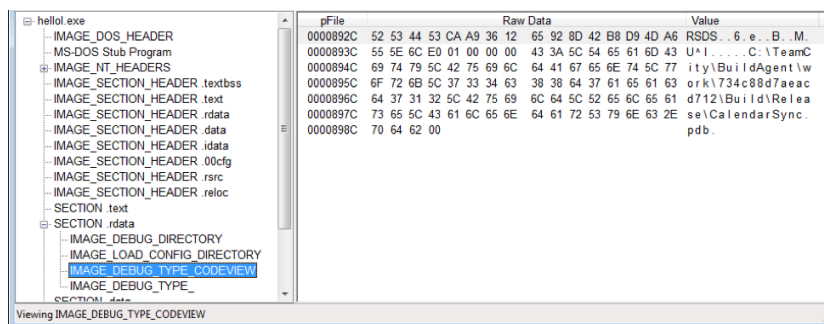 hellol.exe
IMAGE_DOS_HEADER
MS-DOS Stub Program
IMAGE_NT_HEADERS
IMAGE_SECTION_HEADER .textbss
IMAGE_SECTION_HEADER .text
IMAGE_SECTION_HEADER .rdata
IMAGE_SECTION_HEADER .data
IMAGE_SECTION_HEADER .idata
IMAGE_SECTION_HEADER .00cfg
IMAGE_SECTION_HEADER .rsrc
IMAGE_SECTION_HEADER .reloc
SECTION .text
SECTION .rdata
IMAGE_DEBUG_DIRECTORY
IMAGE_LOAD_CONFIG_DIRECTORY
IMAGE_DEBUG_TYPE_CODEVIEW
IMAGE_DEBUG_TYPE_
SECTION .data
pFile Raw Data Value
0000892C 52 53 44 53 CA A9 36 12 65 92 8D 42 B8 D9 4D A6 RSDS..6.e..B..M.
0000893C 55 5E 6C E0 01 00 00 00 43 3A 5C 54 65 61 6D 43 U^l.....C:\TeamC
0000894C 69 74 79 5C 42 75 69 6C 64 41 67 65 6E 74 5C 77 ity\BuildAgent\w
0000895C 6F 72 6B 5C 37 33 34 63 38 38 64 37 61 65 61 63 ork\734c88d7aeac
0000896C 64 37 31 32 5C 42 75 69 6C 64 5C 52 65 6C 65 61 d712\Build\Relea
0000897C 73 65 5C 43 61 6C 65 6E 64 61 72 53 79 6E 63 2E se\CalendarSync.
0000898C 70 64 62 00 pdb.
Viewing IMAGE_DEBUG_TYPE_CODEVIEW